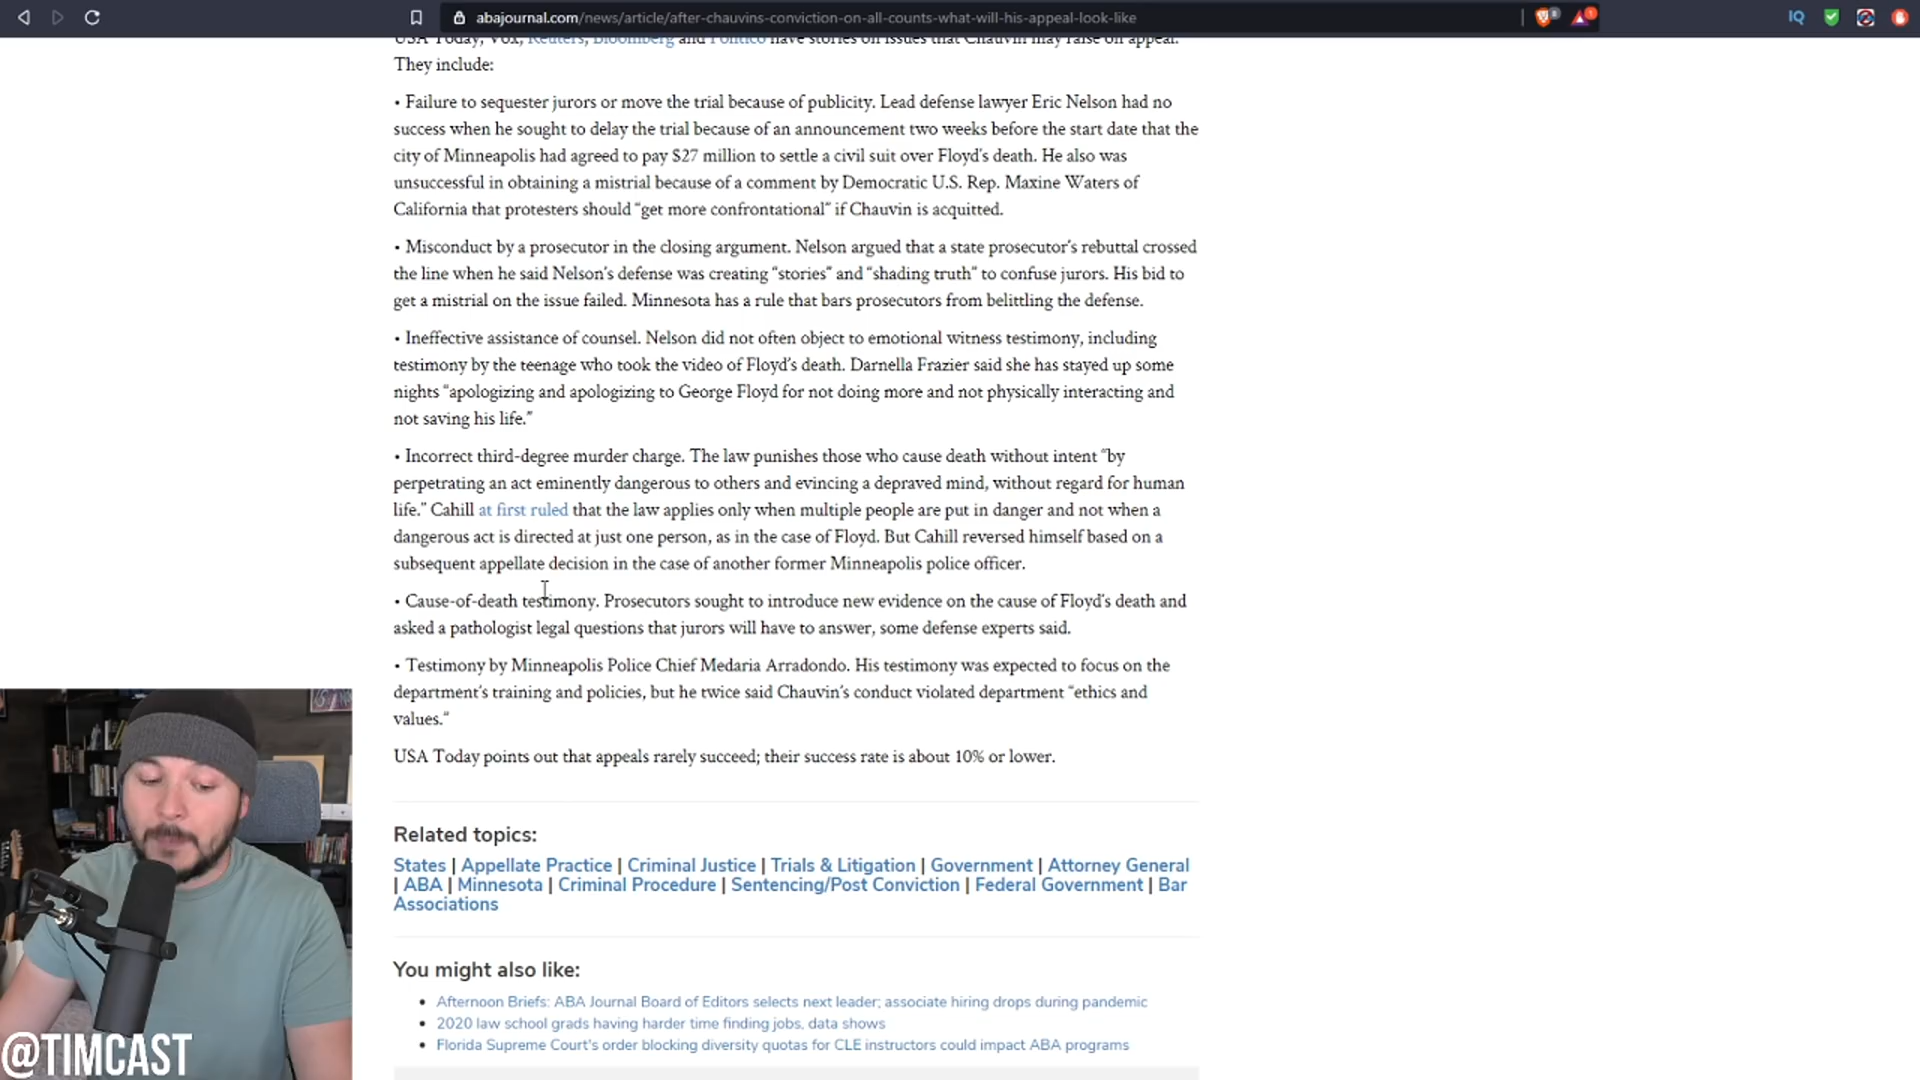 abajournal.com/news/article/after-chauvins-conviction-on-all-counts-what-will-his-appeal-look-like
USA Today, Vox, Reuters, Bloomberg and Politico have stories on issues that Chauvin may raise on appeal.
They include:
• Failure to sequester jurors or move the trial because of publicity. Lead defense lawyer Eric Nelson had no
success when he sought to delay the trial because of an announcement two weeks before the start date that the
city of Minneapolis had agreed to pay $27 million to settle a civil suit over Floyd's death. He also was
unsuccessful in obtaining a mistrial because of a comment by Democratic U.S. Rep. Maxine Waters of
California that protesters should “get more confrontational” if Chauvin is acquitted.
• Misconduct by a prosecutor in the closing argument. Nelson argued that a state prosecutor's rebuttal crossed
the line when he said Nelson's defense was creating “stories” and “shading truth” to confuse jurors. His bid to
get a mistrial on the issue failed. Minnesota has a rule that bars prosecutors from belittling the defense.
• Ineffective assistance of counsel. Nelson did not often object to emotional witness testimony, including
testimony by the teenage who took the video of Floyd's death. Darnella Frazier said she has stayed up some
nights “apologizing and apologizing to George Floyd for not doing more and not physically interacting and
not saving his life.”
• Incorrect third-degree murder charge. The law punishes those who cause death without intent “by
perpetrating an act eminently dangerous to others and evincing a depraved mind, without regard for human
life.” Cahill at first ruled that the law applies only when multiple people are put in danger and not when a
dangerous act is directed at just one person, as in the case of Floyd. But Cahill reversed himself based on a
subsequent appellate decision in the case of another former Minneapolis police officer.
• Cause-of-death testimony. Prosecutors sought to introduce new evidence on the cause of Floyd's death and
asked a pathologist legal questions that jurors will have to answer, some defense experts said.
• Testimony by Minneapolis Police Chief Medaria Arradondo. His testimony was expected to focus on the
department's training and policies, but he twice said Chauvin's conduct violated department “ethics and
values.“
USA Today points out that appeals rarely succeed; their success rate is about 10% or lower.
Related topics:
States | Appellate Practice | Criminal Justice | Trials & Litigation | Government | Attorney General
| ABA | Minnesota | Criminal Procedure | Sentencing/Post Conviction | Federal Government | Bar
Associations
You might also like:
• Afternoon Briefs: ABA Journal Board of Editors selects next leader; associate hiring drops during pandemic
• 2020 law school grads having harder time finding jobs, data shows
• Florida Supreme Court's order blocking diversity quotas for CLE instructors could impact ABA programs
@TIMCAST
IQ